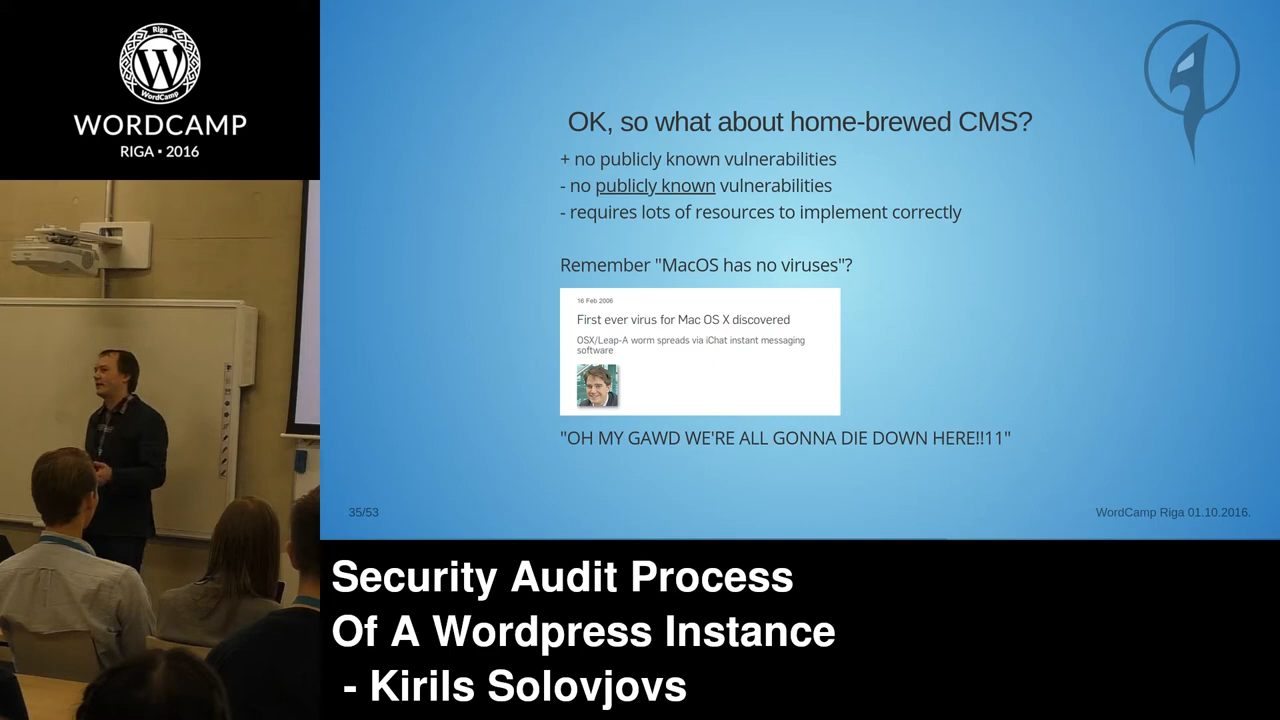 Riga
WordCamp
WORDCAMP
RIGA • 2016
OK, so what about home-brewed CMS?
+ no publicly known vulnerabilities
- no publicly known vulnerabilities
- requires lots of resources to implement correctly
Remember "MacOS has no viruses"?
16 Feb 2006
First ever virus for Mac OS X discovered
OSX/Leap-A worm spreads via iChat instant messaging
software
"OH MY GAWD WE'RE ALL GONNA DIE DOWN HERE!!11"
35/53
WordCamp Riga 01.10.2016.
Security Audit Process
Of A Wordpress Instance
- Kirils Solovjovs